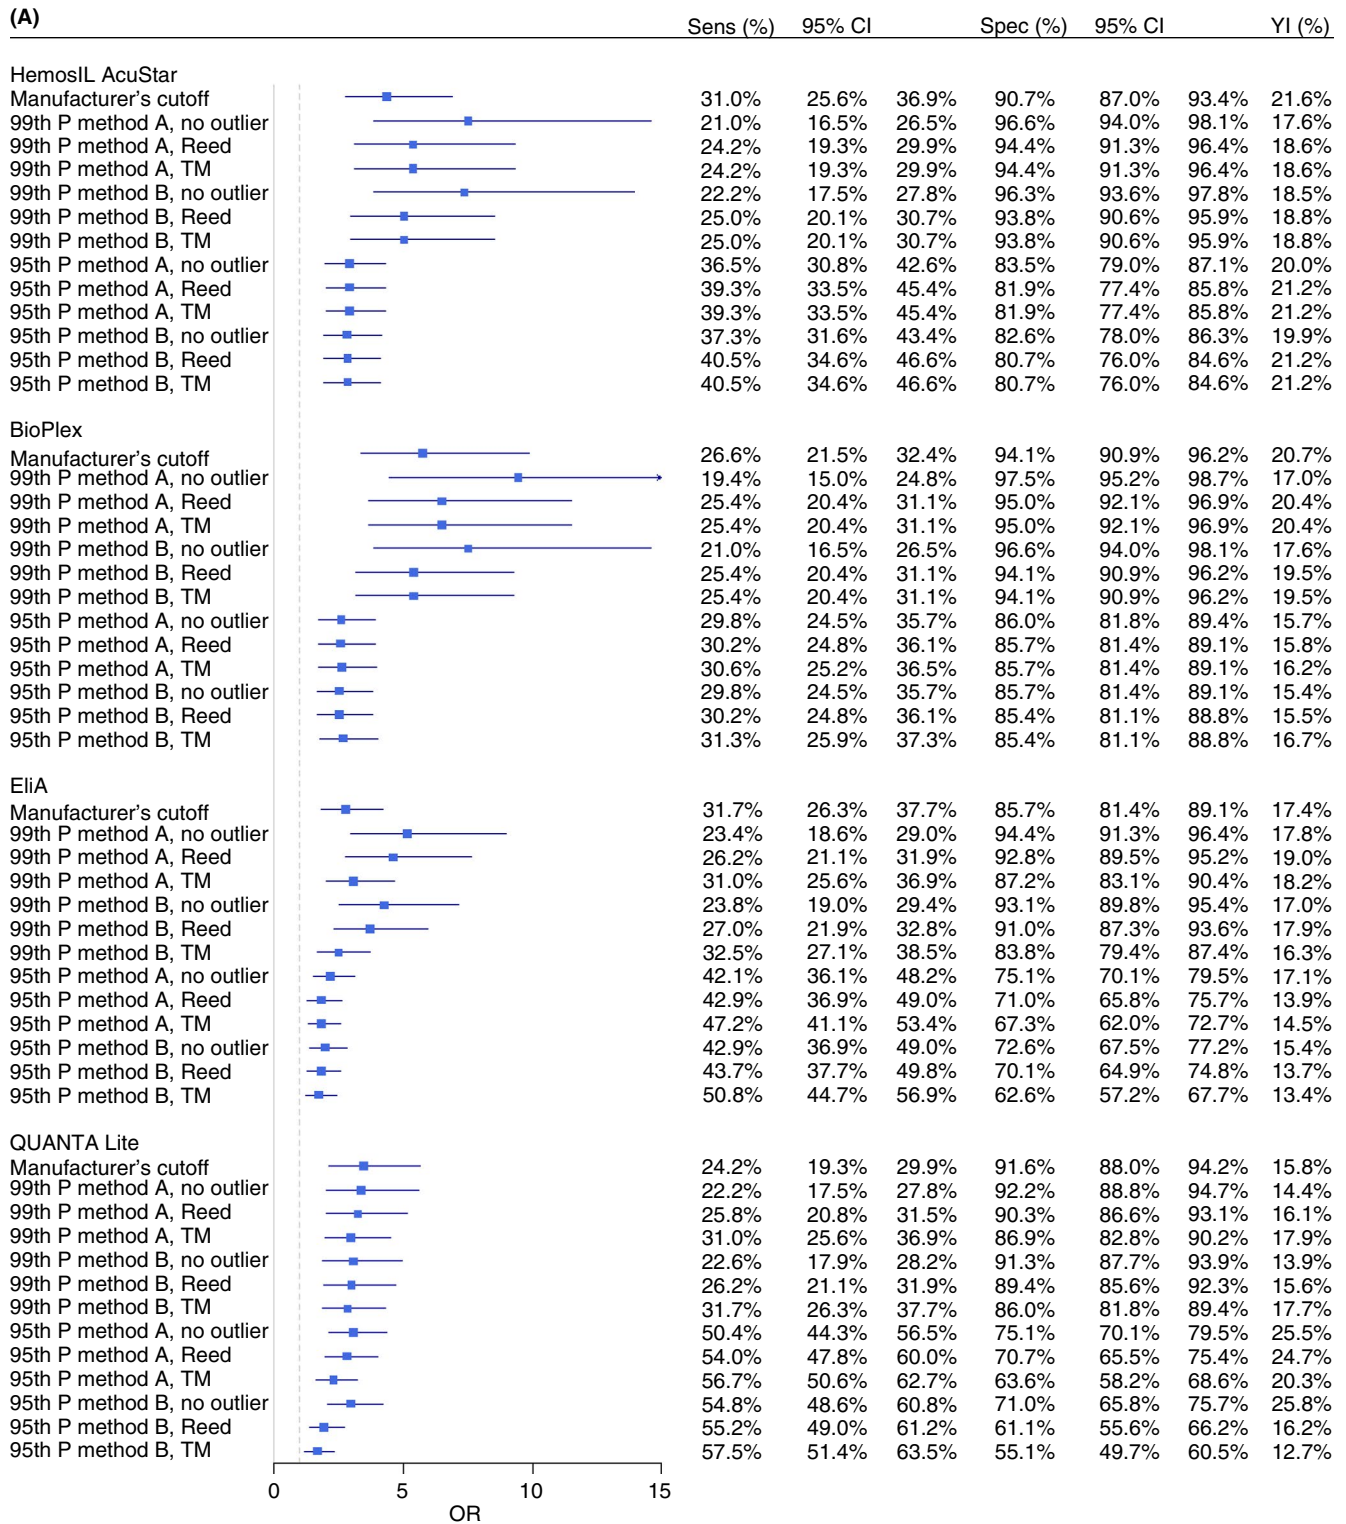 (A)
Sens (%) 95% CI Spec (%) 95% CI YI (%)
HemosIL AcuStar
Manufacturer’s cutoff 31.0% 25.6% 36.9% 90.7% 87.0% 93.4% 21.6%
99th P method A, no outlier 21.0% 16.5% 26.5% 96.6% 94.0% 98.1% 17.6%
99th P method A, Reed 24.2% 19.3% 29.9% 94.4% 91.3% 96.4% 18.6%
99th P method A, TM 24.2% 19.3% 29.9% 94.4% 91.3% 96.4% 18.6%
99th P method B, no outlier 22.2% 17.5% 27.8% 96.3% 93.6% 97.8% 18.5%
99th P method B, Reed 25.0% 20.1% 30.7% 93.8% 90.6% 95.9% 18.8%
99th P method B, TM 25.0% 20.1% 30.7% 93.8% 90.6% 95.9% 18.8%
95th P method A, no outlier 36.5% 30.8% 42.6% 83.5% 79.0% 87.1% 20.0%
95th P method A, Reed 39.3% 33.5% 45.4% 81.9% 77.4% 85.8% 21.2%
95th P method A, TM 39.3% 33.5% 45.4% 81.9% 77.4% 85.8% 21.2%
95th P method B, no outlier 37.3% 31.6% 43.4% 82.6% 78.0% 86.3% 19.9%
95th P method B, Reed 40.5% 34.6% 46.6% 80.7% 76.0% 84.6% 21.2%
95th P method B, TM 40.5% 34.6% 46.6% 80.7% 76.0% 84.6% 21.2%
BioPlex
Manufacturer’s cutoff 26.6% 21.5% 32.4% 94.1% 90.9% 96.2% 20.7%
99th P method A, no outlier 19.4% 15.0% 24.8% 97.5% 95.2% 98.7% 17.0%
99th P method A, Reed 25.4% 20.4% 31.1% 95.0% 92.1% 96.9% 20.4%
99th P method A, TM 25.4% 20.4% 31.1% 95.0% 92.1% 96.9% 20.4%
99th P method B, no outlier 21.0% 16.5% 26.5% 96.6% 94.0% 98.1% 17.6%
99th P method B, Reed 25.4% 20.4% 31.1% 94.1% 90.9% 96.2% 19.5%
99th P method B, TM 25.4% 20.4% 31.1% 94.1% 90.9% 96.2% 19.5%
95th P method A, no outlier 29.8% 24.5% 35.7% 86.0% 81.8% 89.4% 15.7%
95th P method A, Reed 30.2% 24.8% 36.1% 85.7% 81.4% 89.1% 15.8%
95th P method A, TM 30.6% 25.2% 36.5% 85.7% 81.4% 89.1% 16.2%
95th P method B, no outlier 29.8% 24.5% 35.7% 85.7% 81.4% 89.1% 15.4%
95th P method B, Reed 30.2% 24.8% 36.1% 85.4% 81.1% 88.8% 15.5%
95th P method B, TM 31.3% 25.9% 37.3% 85.4% 81.1% 88.8% 16.7%
EliA
Manufacturer’s cutoff 31.7% 26.3% 37.7% 85.7% 81.4% 89.1% 17.4%
99th P method A, no outlier 23.4% 18.6% 29.0% 94.4% 91.3% 96.4% 17.8%
99th P method A, Reed 26.2% 21.1% 31.9% 92.8% 89.5% 95.2% 19.0%
99th P method A, TM 31.0% 25.6% 36.9% 87.2% 83.1% 90.4% 18.2%
99th P method B, no outlier 23.8% 19.0% 29.4% 93.1% 89.8% 95.4% 17.0%
99th P method B, Reed 27.0% 21.9% 32.8% 91.0% 87.3% 93.6% 17.9%
99th P method B, TM 32.5% 27.1% 38.5% 83.8% 79.4% 87.4% 16.3%
95th P method A, no outlier 42.1% 36.1% 48.2% 75.1% 70.1% 79.5% 17.1%
95th P method A, Reed 42.9% 36.9% 49.0% 71.0% 65.8% 75.7% 13.9%
95th P method A, TM 47.2% 41.1% 53.4% 67.3% 62.0% 72.7% 14.5%
95th P method B, no outlier 42.9% 36.9% 49.0% 72.6% 67.5% 77.2% 15.4%
95th P method B, Reed 43.7% 37.7% 49.8% 70.1% 64.9% 74.8% 13.7%
95th P method B, TM 50.8% 44.7% 56.9% 62.6% 57.2% 67.7% 13.4%
QUANTA Lite
Manufacturer’s cutoff 24.2% 19.3% 29.9% 91.6% 88.0% 94.2% 15.8%
99th P method A, no outlier 22.2% 17.5% 27.8% 92.2% 88.8% 94.7% 14.4%
99th P method A, Reed 25.8% 20.8% 31.5% 90.3% 86.6% 93.1% 16.1%
99th P method A, TM 31.0% 25.6% 36.9% 86.9% 82.8% 90.2% 17.9%
99th P method B, no outlier 22.6% 17.9% 28.2% 91.3% 87.7% 93.9% 13.9%
99th P method B, Reed 26.2% 21.1% 31.9% 89.4% 85.6% 92.3% 15.6%
99th P method B, TM 31.7% 26.3% 37.7% 86.0% 81.8% 89.4% 17.7%
95th P method A, no outlier 50.4% 44.3% 56.5% 75.1% 70.1% 79.5% 25.5%
95th P method A, Reed 54.0% 47.8% 60.0% 70.7% 65.5% 75.4% 24.7%
95th P method A, TM 56.7% 50.6% 62.7% 63.6% 58.2% 68.6% 20.3%
95th P method B, no outlier 54.8% 48.6% 60.8% 71.0% 65.8% 75.7% 25.8%
95th P method B, Reed 55.2% 49.0% 61.2% 61.1% 55.6% 66.2% 16.2%
95th P method B, TM 57.5% 51.4% 63.5% 55.1% 49.7% 60.5% 12.7%
0 5 10 15
OR